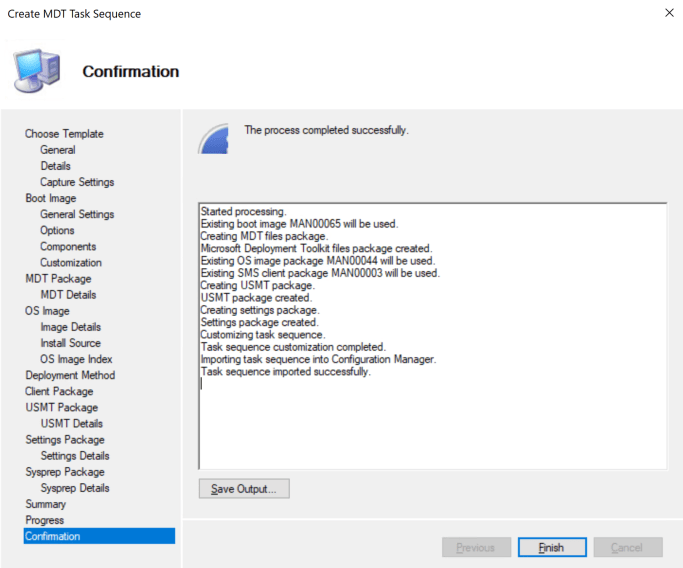 Create MDT Task Sequence
Confirmation
Choose Template
General
Details
Capture Settings
Boot Image
General Settings
Options
Components
Customization
MDT Package
MDT Details
OS Image
Image Details
Install Source
OS Image Index
Deployment Method
Client Package
USMT Package
USMT Details
Settings Package
Settings Details
Sysprep Package
Sysprep Details
Summary
Progress
Confirmation
The process completed successfully.
Started processing.
Existing boot image MAN00065 will be used.
Creating MDT files package.
Microsoft Deployment Toolkit files package created.
Existing OS image package MAN00044 will be used.
Existing SMS client package MAN00003 will be used.
Creating USMT package.
USMT package created.
Creating settings package.
Settings package created.
Customizing task sequence.
Task sequence customization completed.
Importing task sequence into Configuration Manager.
Task sequence imported successfully.
Save Output...
Previous
Finish
Cancel